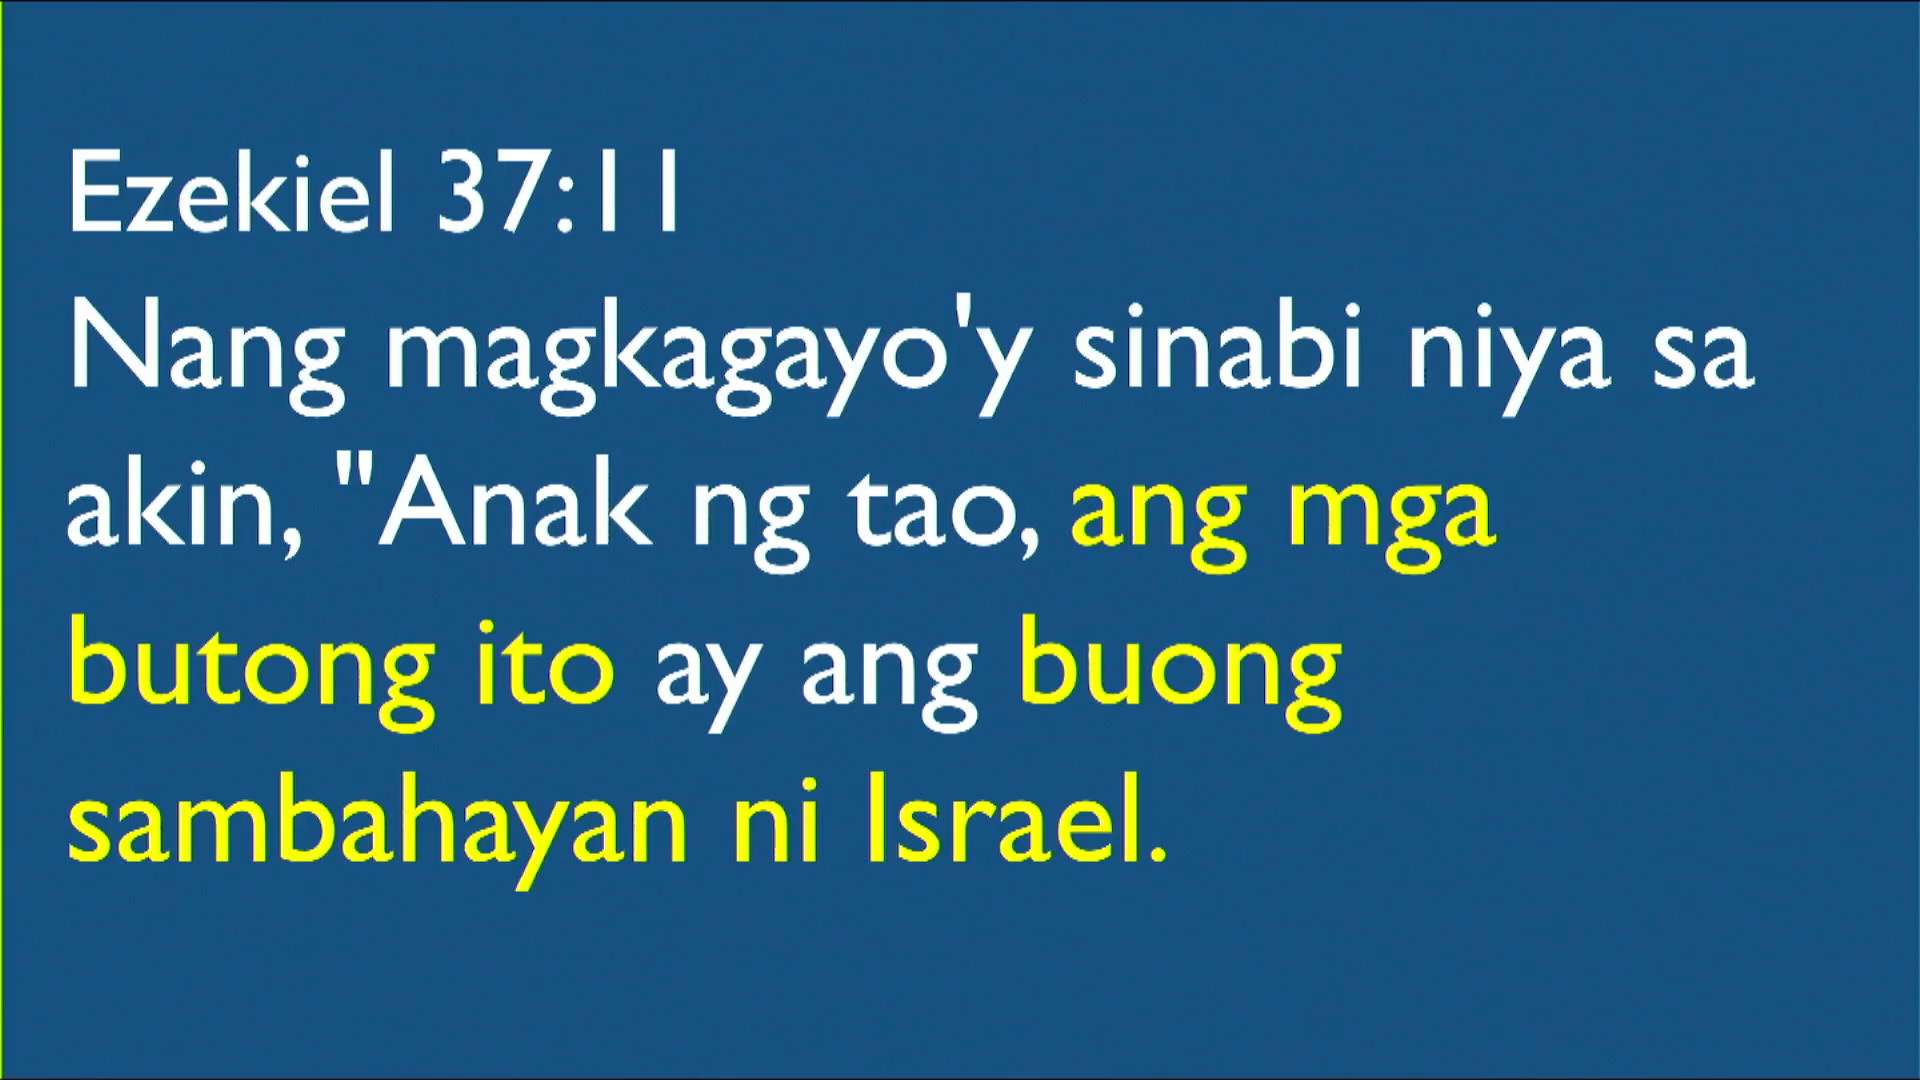 Ezekiel 37:11
Nang magkagayo'y sinabi niya sa
akin, "Anak ng tao, ang mga
butong ito ay ang buong
sambahayan ni Israel.